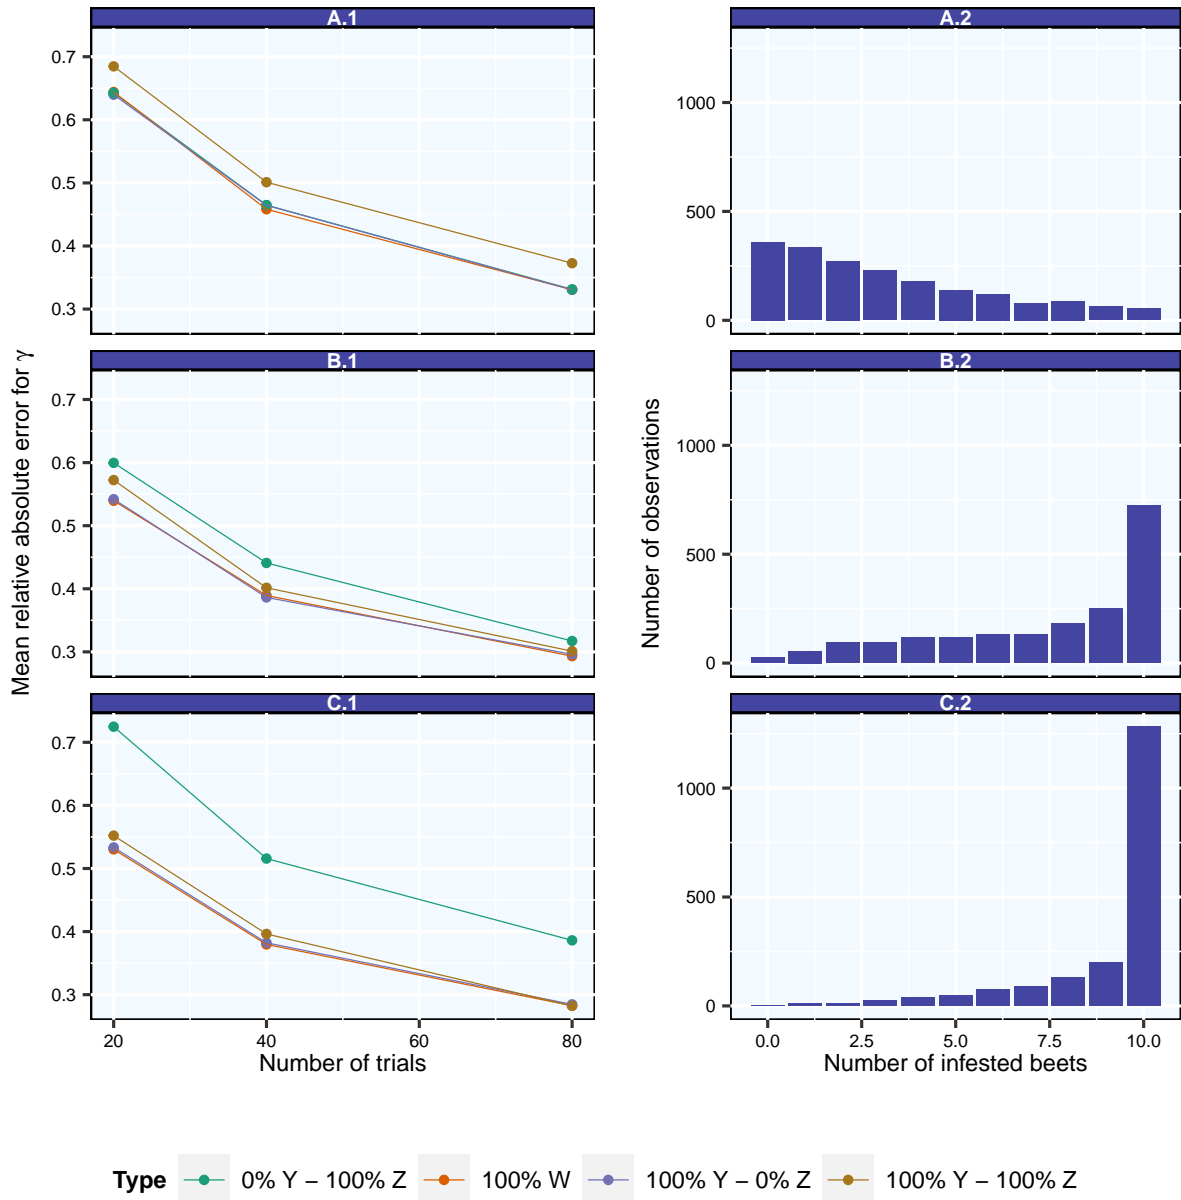 A.1
A.2
0.7
0.6
0.5
0.4
0.3
1000
500
0
B.1
B.2
0.7
0.6
0.5
0.4
0.3
1000
500
0
C.1
C.2
0.7
0.6
0.5
0.4
0.3
1000
500
0
Mean relative absolute error for γ
Number of observations
20 40 60 80
0.0 2.5 5.0 7.5 10.0
Number of trials
Number of infested beets
Type 0% Y – 100% Z 100% W 100% Y – 0% Z 100% Y – 100% Z